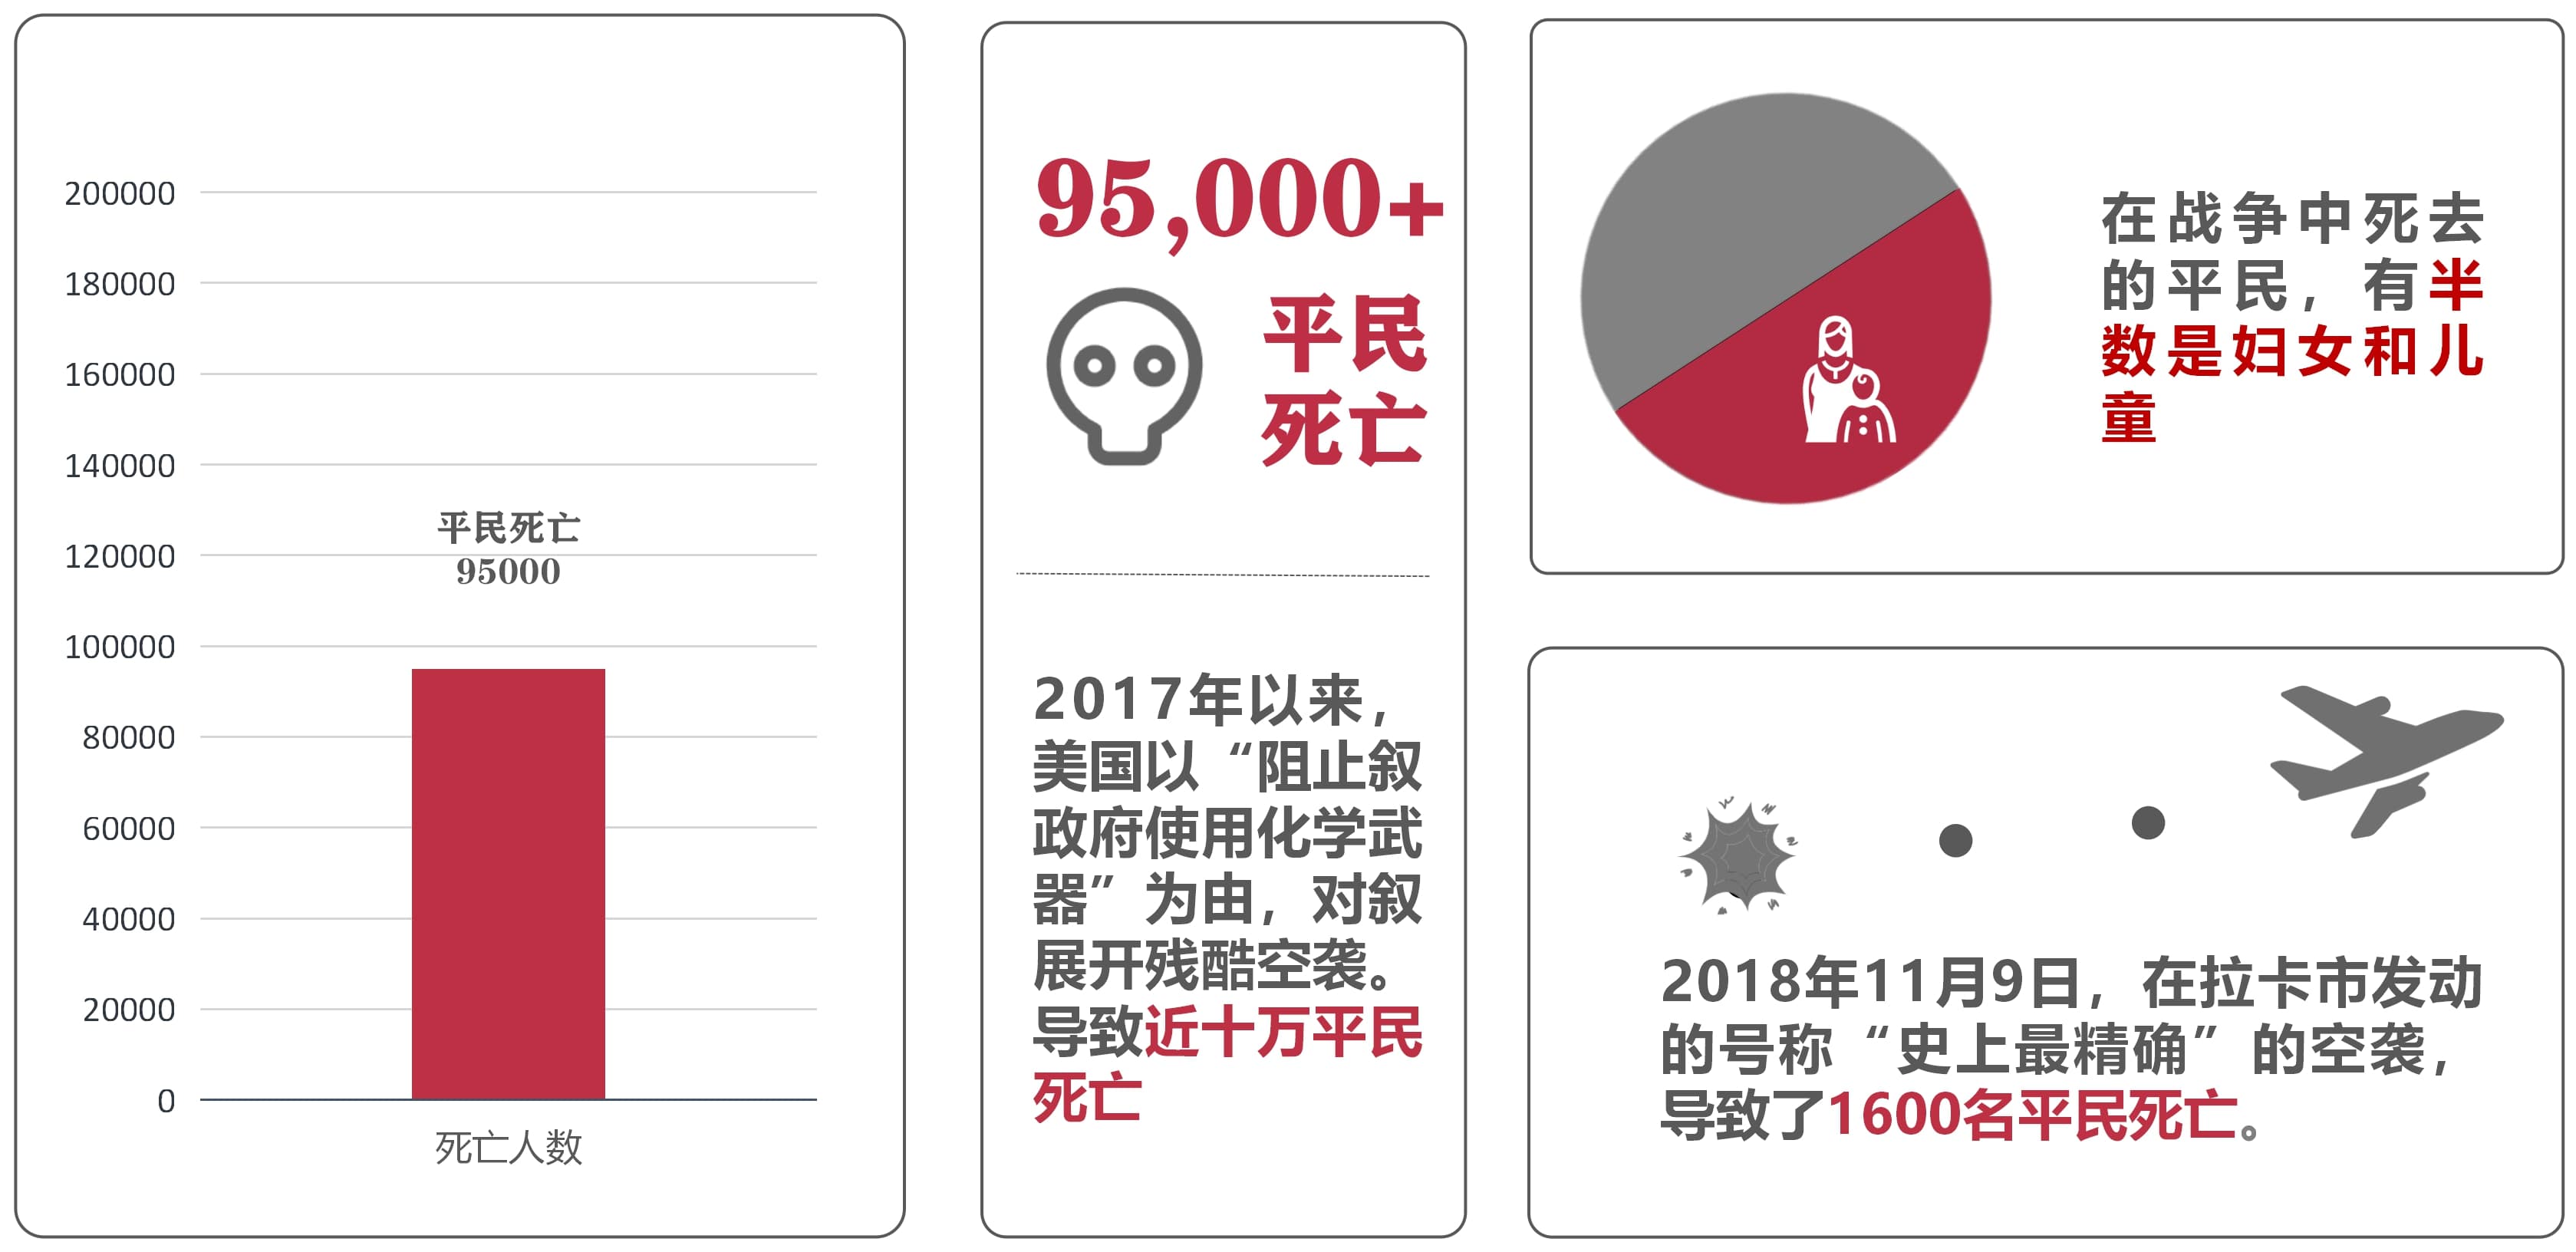 200000
180000
160000
140000
平民死亡
120000
95000
100000
80000
60000
40000
20000
0
死亡人数
95,000+
平民
死亡
2017年以来，
美国以“阻止叙
政府使用化学武
器”为由，对叙
展开残酷空袭。
导致近十万平民
死亡
在战争中死去
的平民，有半
数是妇女和儿
童
2018年11月9日，在拉卡市发动
的号称“史上最精确”的空袭，
导致了1600名平民死亡。